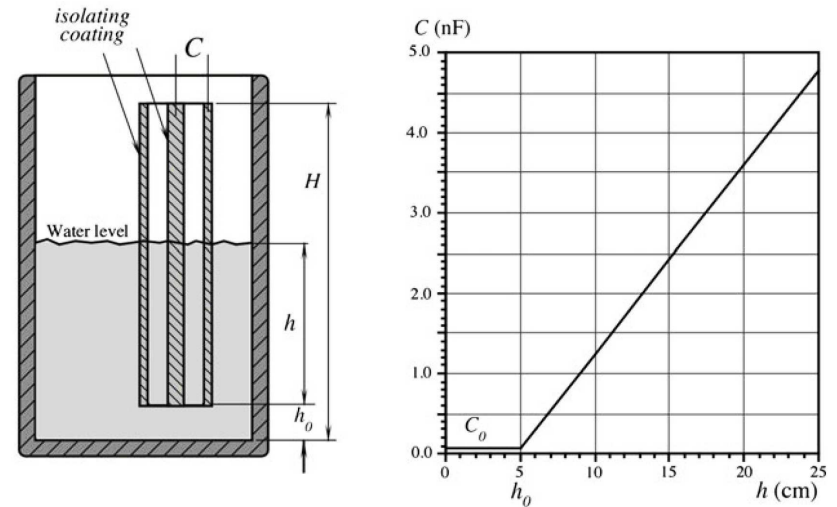 isolating
coating
C
H
Water level
h
h₀
C (nF)
5.0
4.0
3.0
2.0
1.0
0.0
C₀
0
5
10
15
20
25
h₀
h (cm)